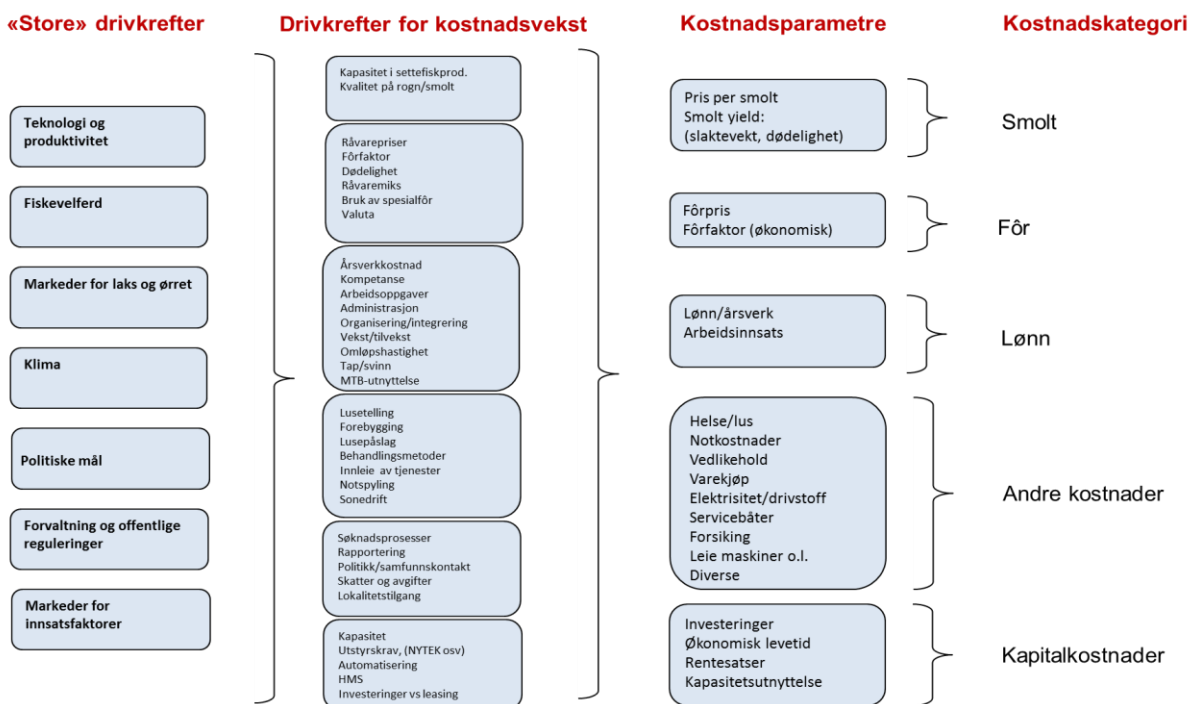 «Store» drivkrefter
Teknologi og
produktivitet
Fiskevelferd
Markeder for laks og ørret
Klima
Politiske mål
Forvaltning og offentlige
reguleringer
Markeder for
innsatsfaktorer
Drivkrefter for kostnadsvekst
Kapasitet i settefiskprod.
Kvalitet på rogn/smolt
Råvarepriser
Fôrfaktor
Dødelighet
Råvaremiks
Bruk av spesialfôr
Valuta
Årsverkkostnad
Kompetanse
Arbeidsoppgaver
Administrasjon
Organisering/integrering
Vekst/tilvekst
Omløpshastighet
Tap/svinn
MTB-utnyttelse
Lusetelling
Forebygging
Lusepåslag
Behandlingsmetoder
Innleie av tjenester
Notspyling
Sonedrift
Søknadsprosesser
Rapportering
Politikk/samfunnskontakt
Skatter og avgifter
Lokalitetstilgang
Kapasitet
Utstyrskrav, (NYTEK osv)
Automatisering
HMS
Investeringer vs leasing
Kostnadsparametre
Pris per smolt
Smolt yield:
(slaktevekt, dødelighet)
Fôrpris
Fôrfaktor (økonomisk)
Lønn/årsverk
Arbeidsinnsats
Helse/lus
Notkostnader
Vedlikehold
Varekjøp
Elektrisitet/drivstoff
Servicebåter
Forsiking
Leie maskiner o.l.
Diverse
Investeringer
Økonomisk levetid
Rentesatser
Kapasitetsutnyttelse
Kostnadskategori
Smolt
Fôr
Lønn
Andre kostnader
Kapitalkostnader